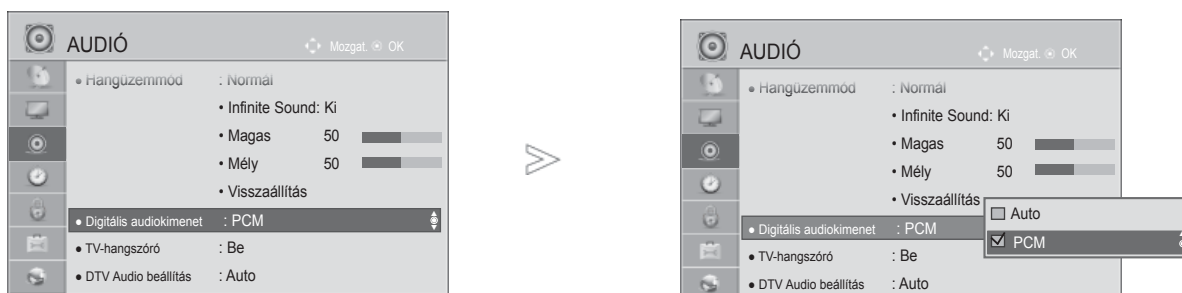 AUDIÓ
Mozgat. OK
• Hangüzemmód : Normál
• Infinite Sound: Ki
• Magas 50
• Mély 50
• Visszaállítás
• Digitális audiokimenet : PCM
• TV-hangszóró : Be
• DTV Audio beállítás : Auto
AUDIÓ
Mozgat. OK
• Hangüzemmód : Normál
• Infinite Sound: Ki
• Magas 50
• Mély 50
• Visszaállítás
Auto
• Digitális audiokimenet : PCM
PCM
• TV-hangszóró : Be
• DTV Audio beállítás : Auto